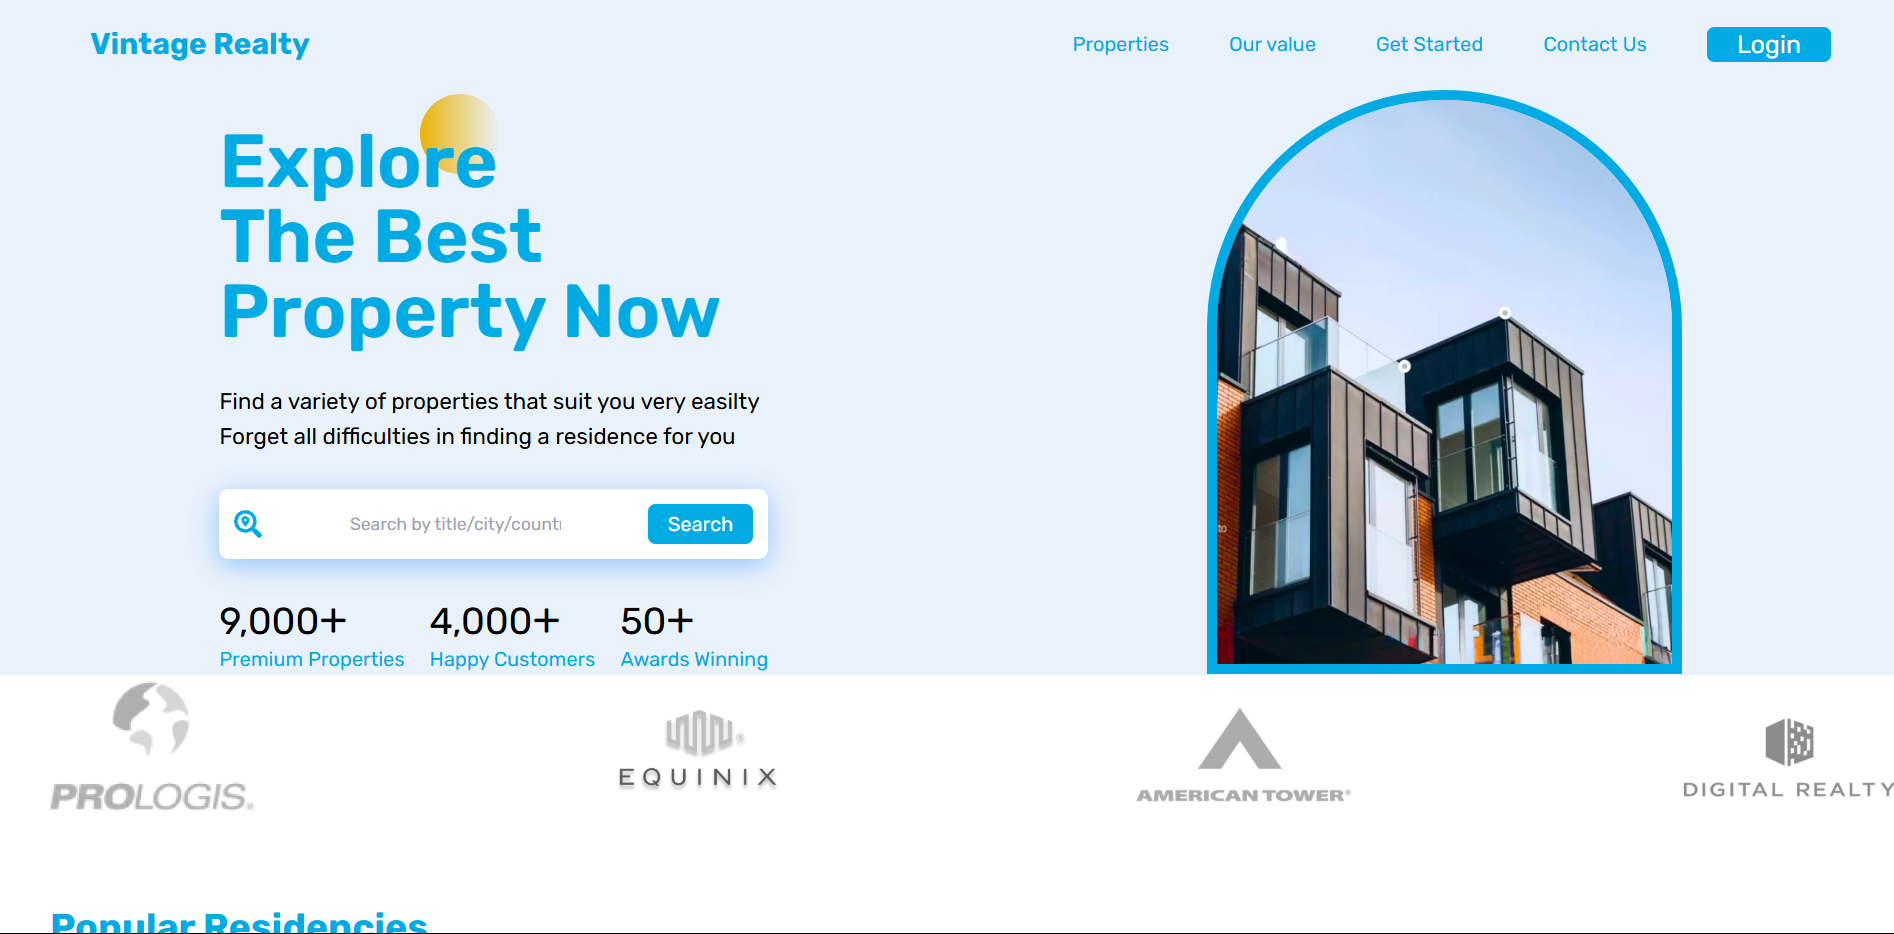 Vintage Realty
Properties
Our value
Get Started
Contact Us
Login
Explore
The Best
Property Now
Find a variety of properties that suit you very easilty
Forget all difficulties in finding a residence for you
Search by title/city/count
Search
9,000+
4,000+
50+
Premium Properties
Happy Customers
Awards Winning
to
PROLOGIS.
EQUINIX
AMERICAN TOWER®
DIGITAL REALTY
Popular Residencies